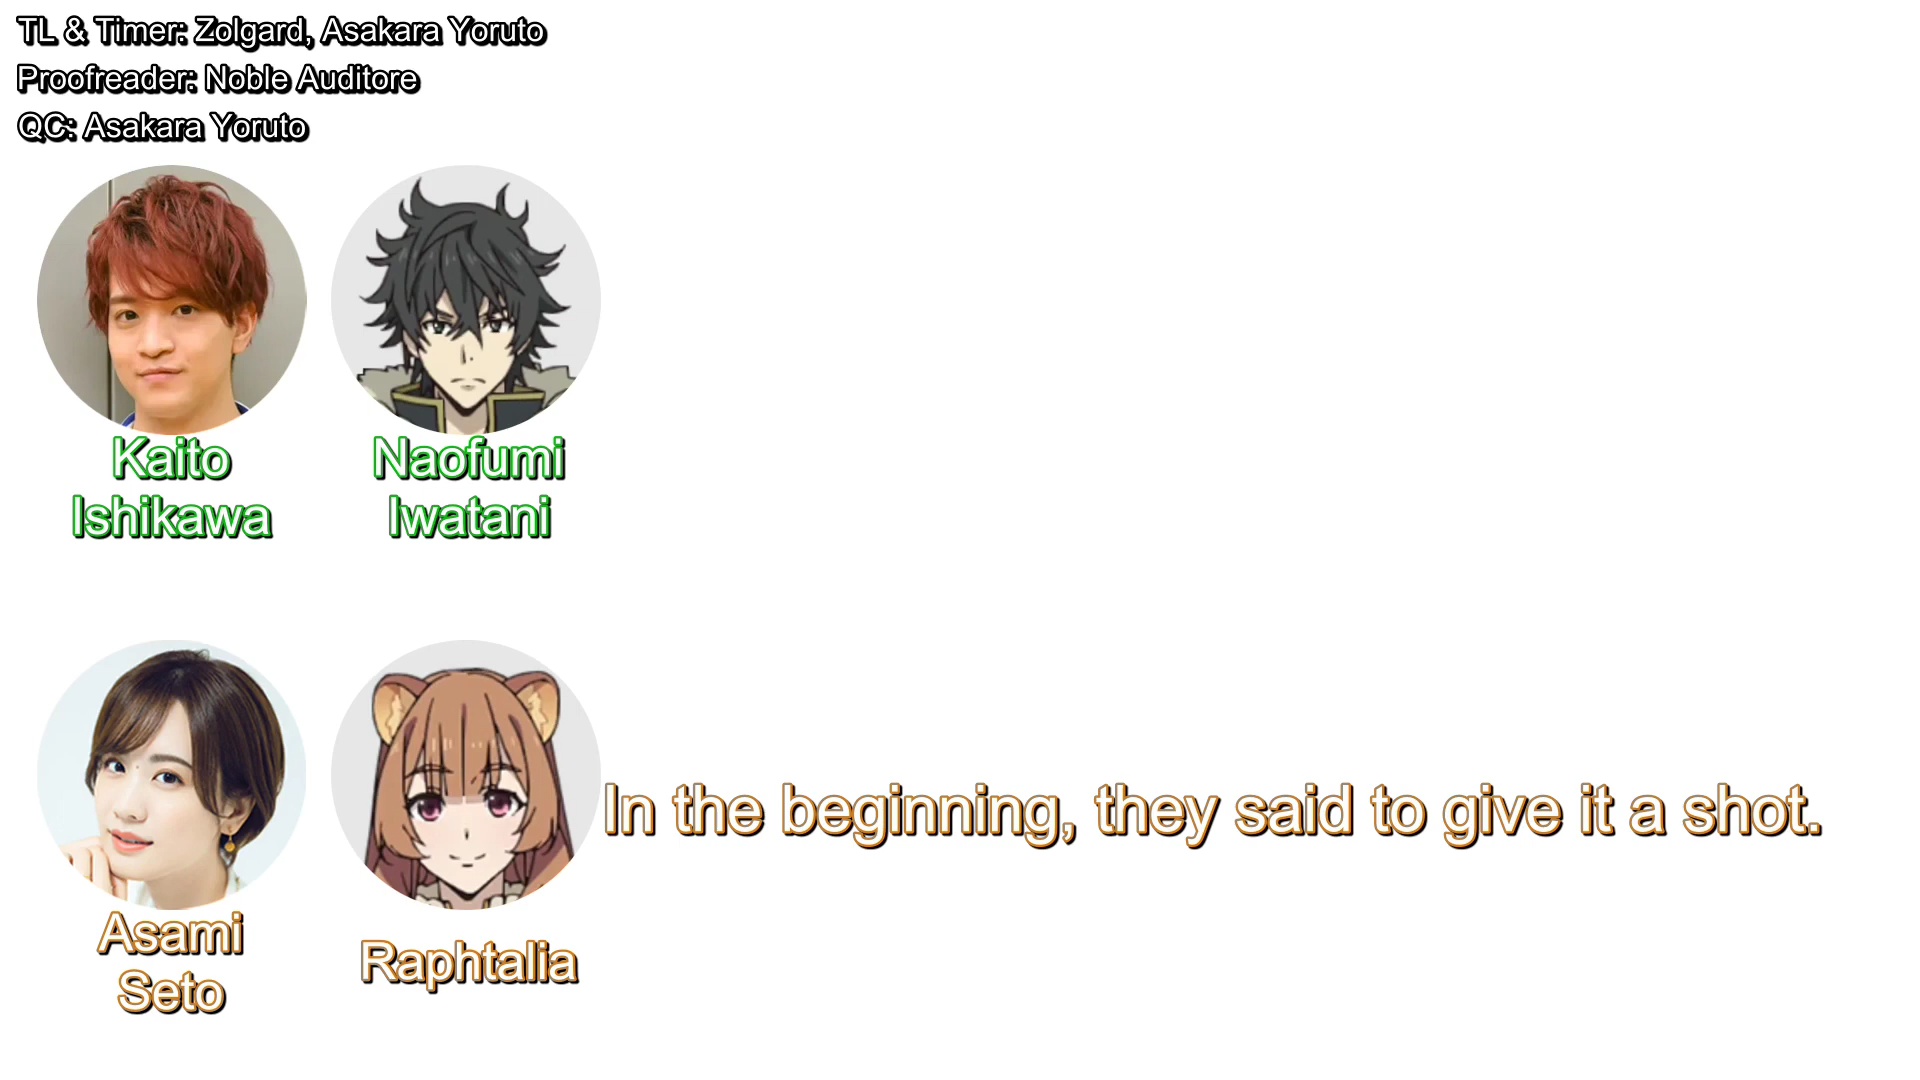 TL & Timer: Zolgard, Asakara Yoruto
Proofreader: Noble Auditore
QC: Asakara Yoruto
Kaito
Ishikawa
Naofumi
Iwatani
In the beginning, they said to give it a shot.
Asami
Seto
Raphtalia